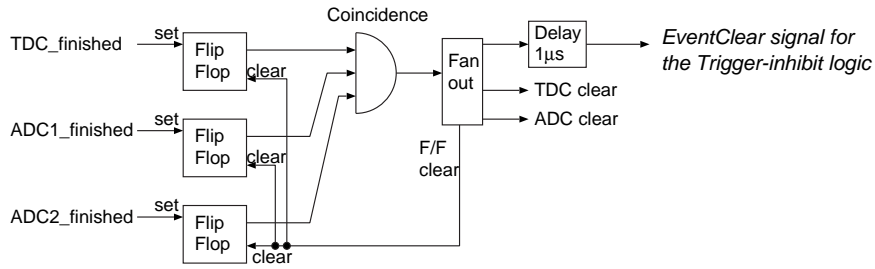 Coincidence
TDC_finished
set
Flip
Flop
clear
Fan
out
Delay
1μs
EventClear signal for
the Trigger-inhibit logic
TDC clear
ADC clear
ADC1_finished
set
Flip
Flop
clear
F/F
clear
ADC2_finished
set
Flip
Flop
clear